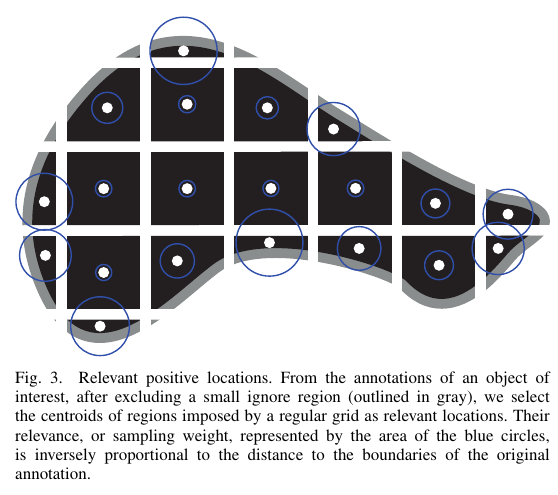 Fig. 3. Relevant positive locations. From the annotations of an object of
interest, after excluding a small ignore region (outlined in gray), we select
the centroids of regions imposed by a regular grid as relevant locations. Their
relevance, or sampling weight, represented by the area of the blue circles,
is inversely proportional to the distance to the boundaries of the original
annotation.